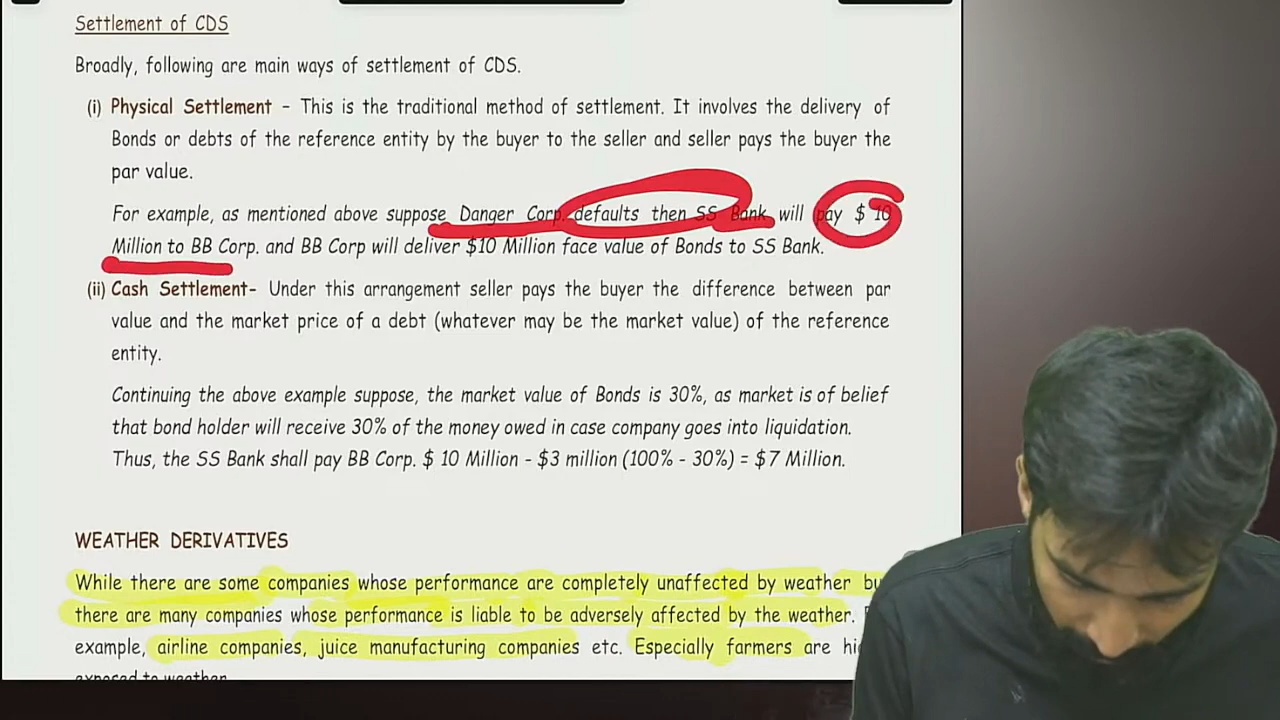 Settlement of CDS
Broadly, following are main ways of settlement of CDS.
(i) Physical Settlement – This is the traditional method of settlement. It involves the delivery of
Bonds or debts of the reference entity by the buyer to the seller and seller pays the buyer the
par value.
For example, as mentioned above suppose Danger Corp. defaults then SS Bank will pay $ 10
Million to BB Corp. and BB Corp will deliver $10 Million face value of Bonds to SS Bank.
(ii) Cash Settlement– Under this arrangement seller pays the buyer the difference between par
value and the market price of a debt (whatever may be the market value) of the reference
entity.
Continuing the above example suppose, the market value of Bonds is 30%, as market is of belief
that bond holder will receive 30% of the money owed in case company goes into liquidation.
Thus, the SS Bank shall pay BB Corp. $ 10 Million - $3 million (100% - 30%) = $7 Million.
WEATHER DERIVATIVES
While there are some companies whose performance are completely unaffected by weather
there are many companies whose performance is liable to be adversely affected by the weather.
example, airline companies, juice manufacturing companies etc. Especially farmers are
exposed to weather